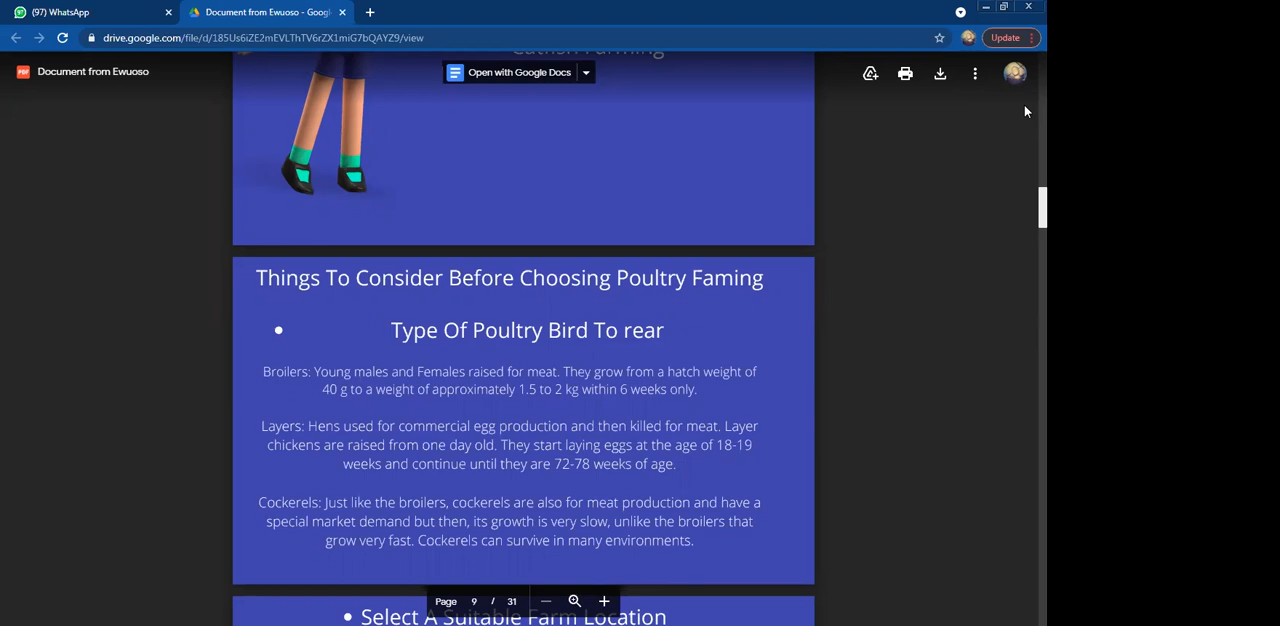 (97) WhatsApp
Document from Ewuoso - Googl
drive.google.com/file/d/185Us6iZE2mEVLThTV6rZX1miG7bQAYZ9/view
Update
PDF
Document from Ewuoso
Catfish Farming
Open with Google Docs
Things To Consider Before Choosing Poultry Faming
• Type Of Poultry Bird To rear
Broilers: Young males and Females raised for meat. They grow from a hatch weight of
40 g to a weight of approximately 1.5 to 2 kg within 6 weeks only.
Layers: Hens used for commercial egg production and then killed for meat. Layer
chickens are raised from one day old. They start laying eggs at the age of 18-19
weeks and continue until they are 72-78 weeks of age.
Cockerels: Just like the broilers, cockerels are also for meat production and have a
special market demand but then, its growth is very slow, unlike the broilers that
grow very fast. Cockerels can survive in many environments.
Page 9 / 31
• Select A Suitable Farm Location